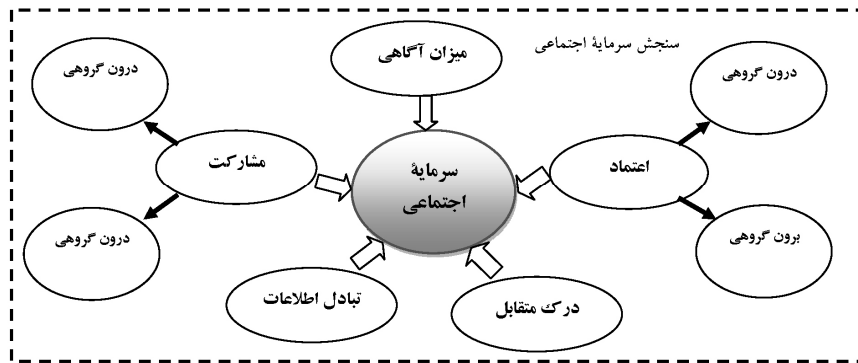 سنجش سرمایهٔ اجتماعی
میزان آگاهی
درون گروهی
درون گروهی
اعتماد
سرمایهٔ
اجتماعی
مشارکت
برون گروهی
درون گروهی
درک متقابل
تبادل اطلاعات